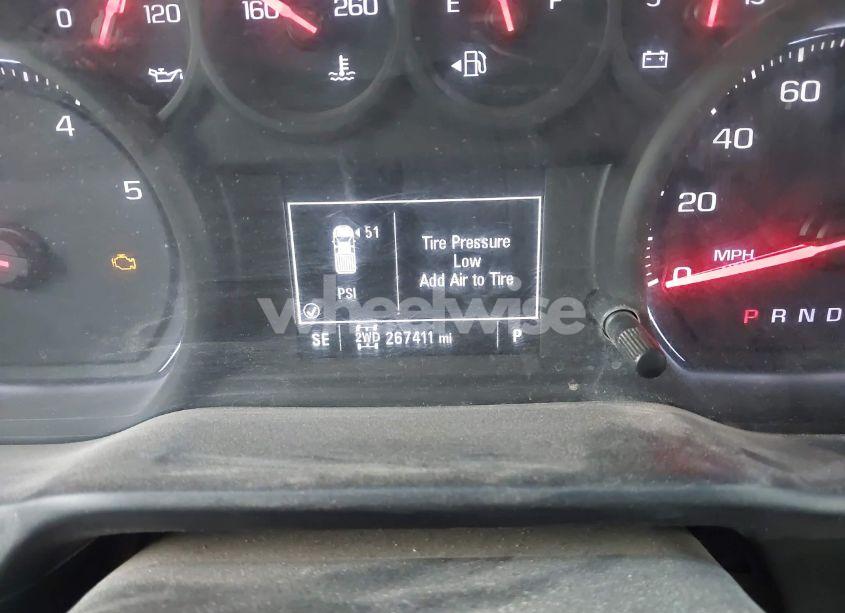 0 120
160 260
E F
4
5
51
PSI
Tire Pressure
Low
Add Air to Tire
wheelwise
SE 2WD 267411 mi P
60
40
20
0
MPH
P R N D